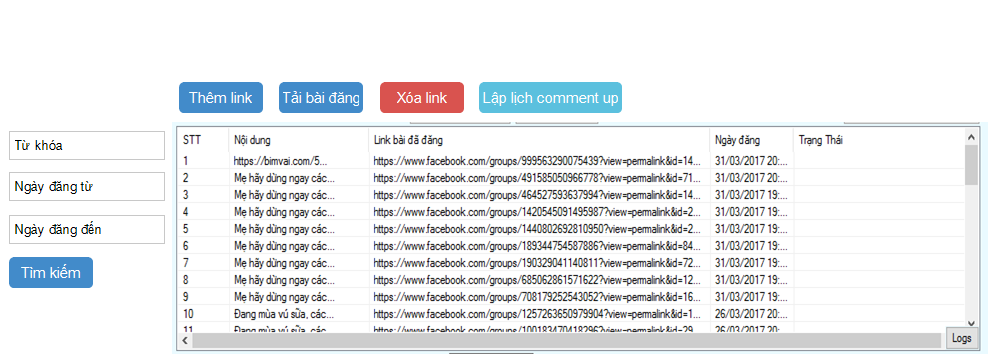 Thêm link Tải bài đăng Xóa link Lập lịch comment up
Từ khóa
Ngày đăng từ
Ngày đăng đến
Tìm kiếm
STT Nội dung Link bài đã đăng Ngày đăng Trạng Thái
1 https://bimvai.com/5... https://www.facebook.com/groups/999563290075439?view=permalink&id=14... 31/03/2017 20:...
2 Mẹ hãy dùng ngay các... https://www.facebook.com/groups/491585050966778?view=permalink&id=71... 31/03/2017 20:...
3 Mẹ hãy dùng ngay các... https://www.facebook.com/groups/464527593637994?view=permalink&id=14... 31/03/2017 19:...
4 Mẹ hãy dùng ngay các... https://www.facebook.com/groups/1420545091495987?view=permalink&id=2... 31/03/2017 19:...
5 Mẹ hãy dùng ngay các... https://www.facebook.com/groups/1440802692810950?view=permalink&id=2... 31/03/2017 19:...
6 Mẹ hãy dùng ngay các... https://www.facebook.com/groups/189344754587886?view=permalink&id=84... 31/03/2017 19:...
7 Mẹ hãy dùng ngay các... https://www.facebook.com/groups/190329041140811?view=permalink&id=72... 31/03/2017 19:...
8 Mẹ hãy dùng ngay các... https://www.facebook.com/groups/685062861571622?view=permalink&id=12... 31/03/2017 19:...
9 Mẹ hãy dùng ngay các... https://www.facebook.com/groups/708179252543052?view=permalink&id=16... 31/03/2017 19:...
10 Đang mùa vú sữa, các... https://www.facebook.com/groups/1257263650979904?view=permalink&id=1... 26/03/2017 20:...
11 Đang mùa vú sữa, các... https://www.facebook.com/groups/1001834704182​96?view=permalink&id=29... 26/03/2017 20:...
Logs